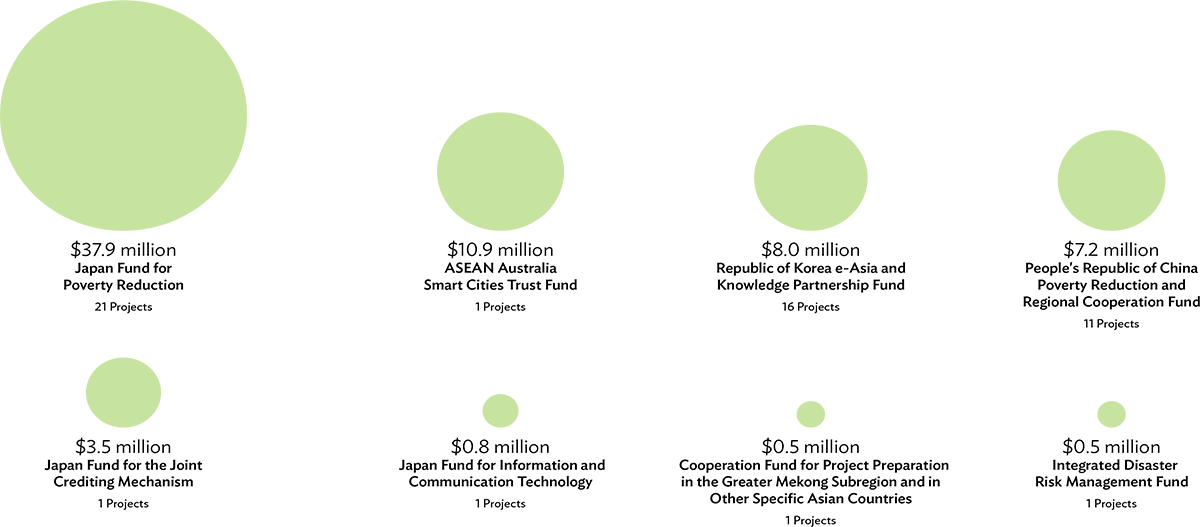 $37.9 million
Japan Fund for
Poverty Reduction
21 Projects
$10.9 million
ASEAN Australia
Smart Cities Trust Fund
1 Projects
$8.0 million
Republic of Korea e-Asia and
Knowledge Partnership Fund
16 Projects
$7.2 million
People's Republic of China
Poverty Reduction and
Regional Cooperation Fund
11 Projects
$3.5 million
Japan Fund for the Joint
Crediting Mechanism
1 Projects
$0.8 million
Japan Fund for Information and
Communication Technology
1 Projects
$0.5 million
Cooperation Fund for Project Preparation
in the Greater Mekong Subregion and in
Other Specific Asian Countries
1 Projects
$0.5 million
Integrated Disaster
Risk Management Fund
1 Projects